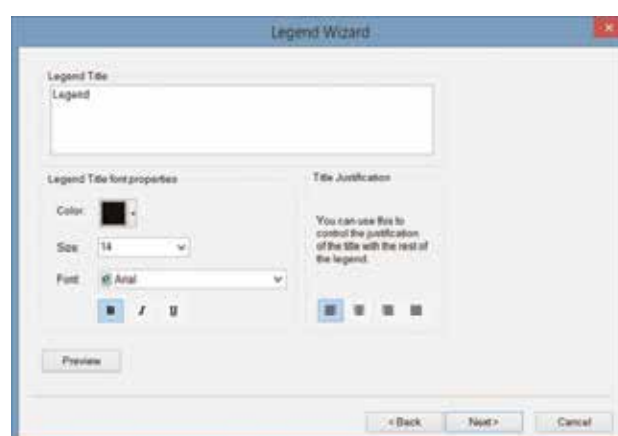 Legend Wizard
Legend Title
Legend
Legend Title font properties
Title Justification
Color:
You can use this to
control the justification
of the title with the rest of
the legend.
Size:
14
Font:
Arial
B I U
Preview
< Back Next > Cancel